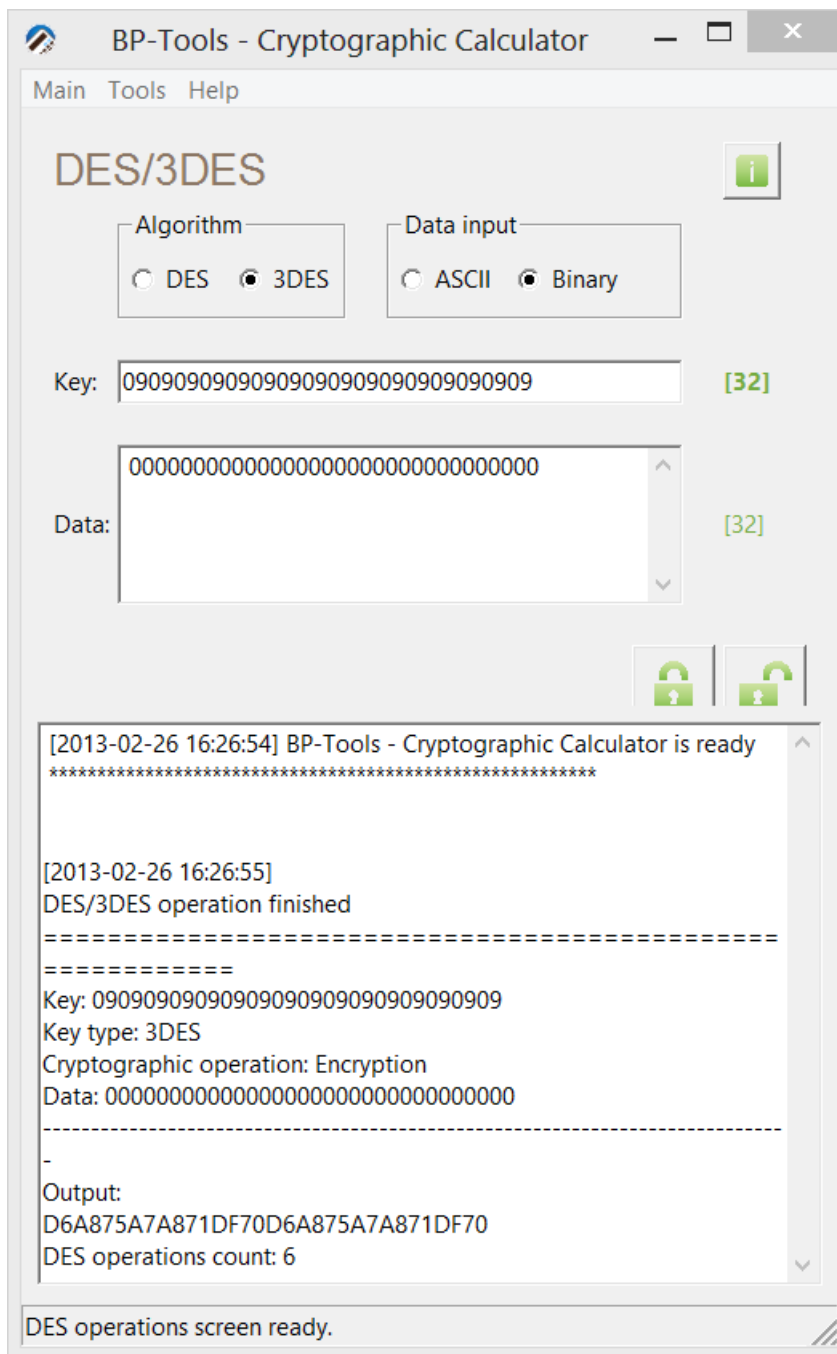 BP-Tools - Cryptographic Calculator
Main Tools Help
DES/3DES
i
Algorithm
Data input
DES 3DES
ASCII Binary
Key: 09090909090909090909090909090909 [32]
Data: 00000000000000000000000000000000 [32]
[2013-02-26 16:26:54] BP-Tools - Cryptographic Calculator is ready
*********************************************************
[2013-02-26 16:26:55]
DES/3DES operation finished
==============================================
============
Key: 09090909090909090909090909090909
Key type: 3DES
Cryptographic operation: Encryption
Data: 00000000000000000000000000000000
---------------------------------------------------------------------------
-
Output:
D6A875A7A871DF70D6A875A7A871DF70
DES operations count: 6
DES operations screen ready.